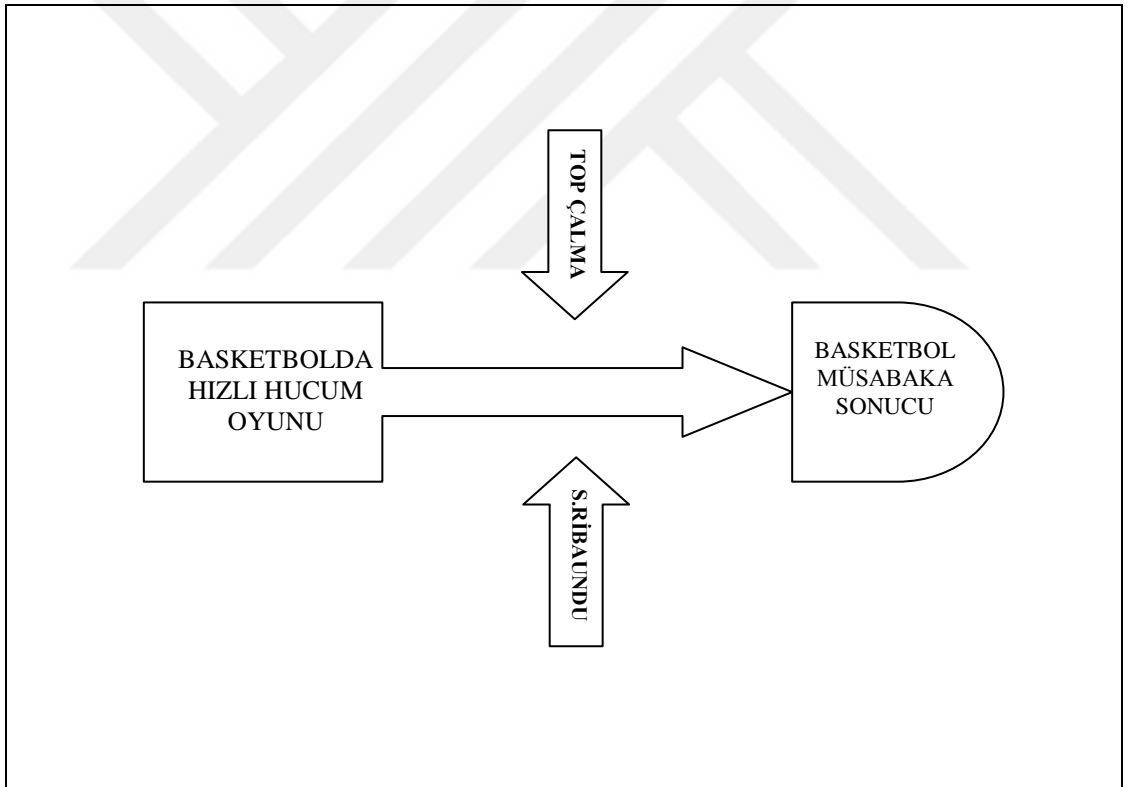 TOP ÇALMA
BASKETBOLDA
HIZLI HUCUM
OYUNU
BASKETBOL
MÜSABAKA
SONUCU
S.RİBAUNDU